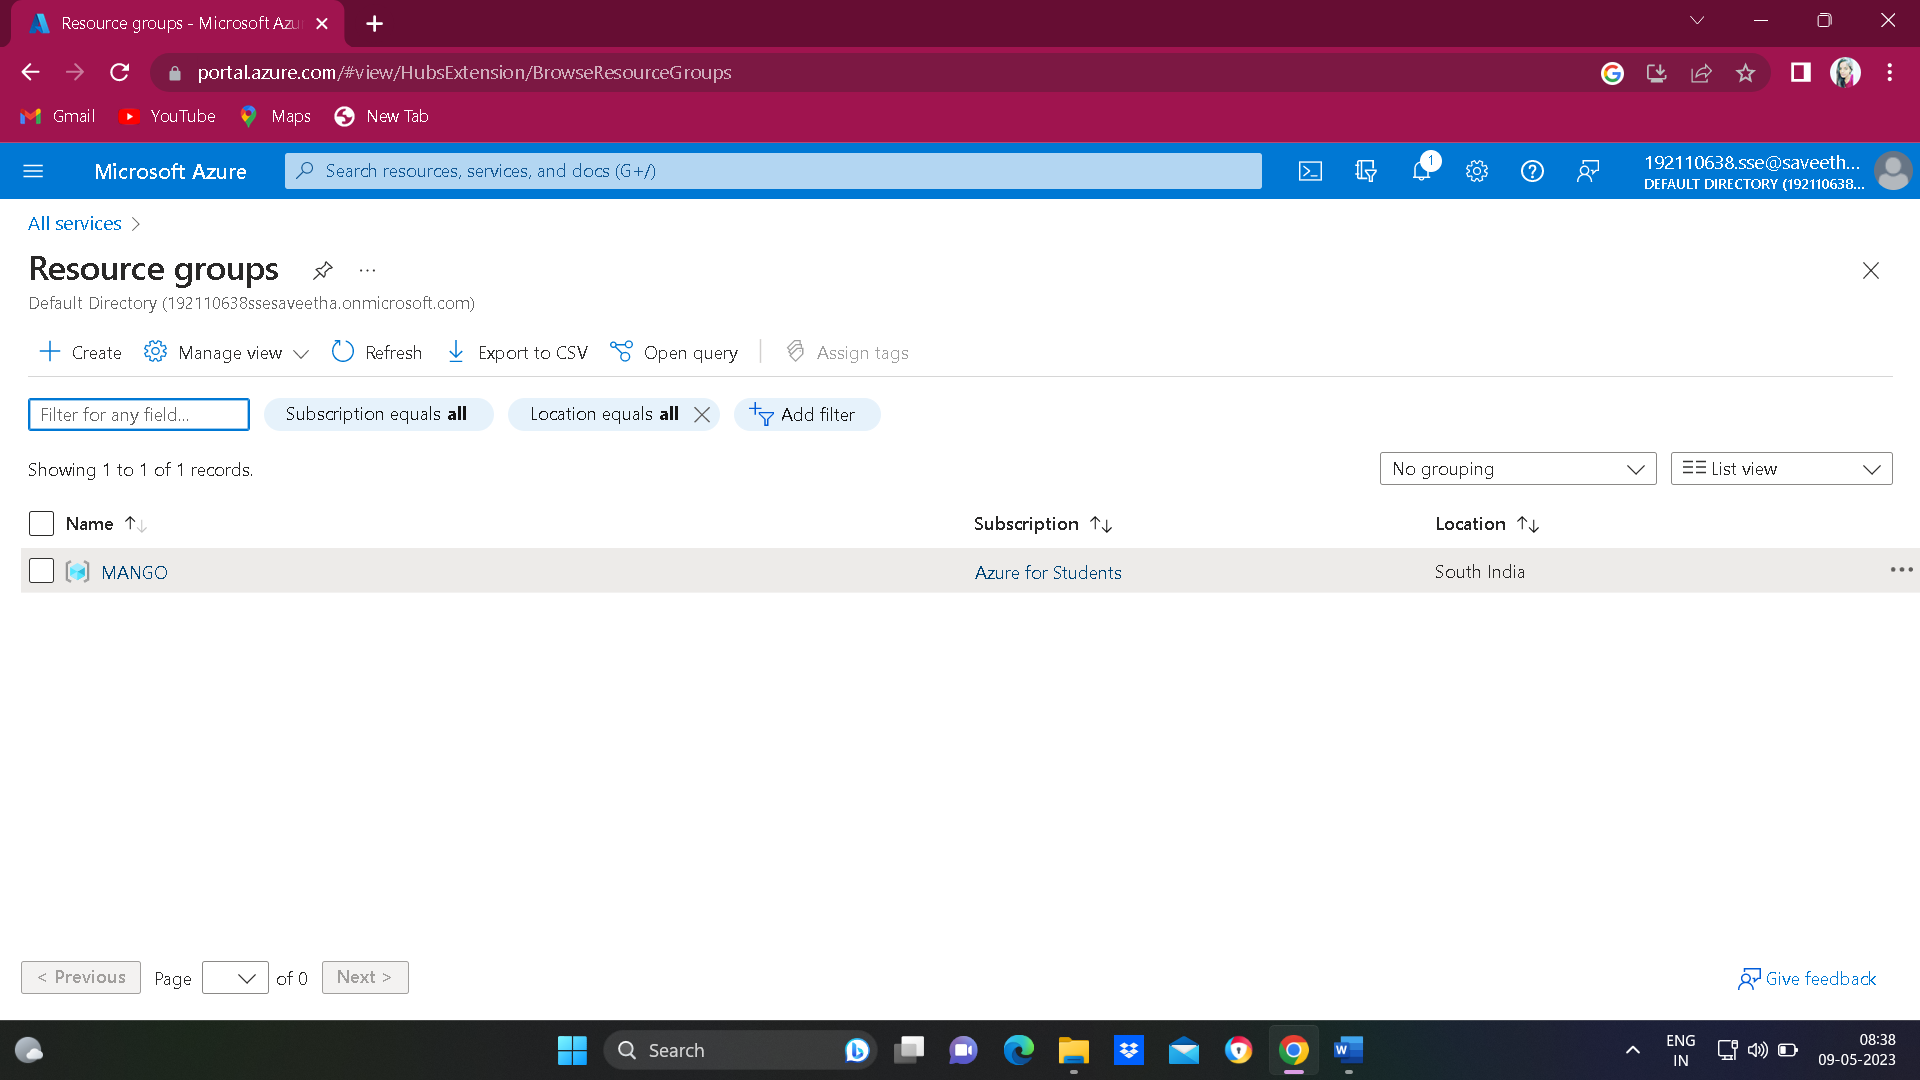 Resource groups - Microsoft Azu
portal.azure.com/#view/HubsExtension/BrowseResourceGroups
Gmail YouTube Maps New Tab
Microsoft Azure Search resources, services, and docs (G+/) 1 192110638.sse@saveeth...
DEFAULT DIRECTORY (192110638...
All services >
Resource groups ...
Default Directory (192110638ssesaveetha.onmicrosoft.com)
Create Manage view Refresh Export to CSV Open query Assign tags
Filter for any field... Subscription equals all Location equals all Add filter
Showing 1 to 1 of 1 records. No grouping List view
Name Subscription Location
MANGO Azure for Students South India
< Previous Page of 0 Next > Give feedback
Search ENG 08:38
IN 09-05-2023